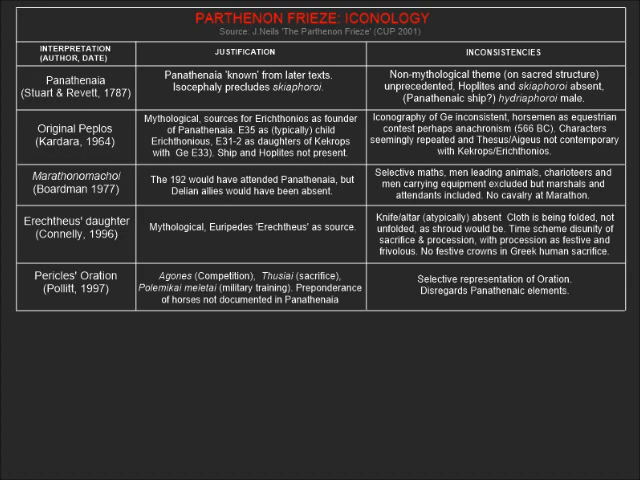 PARTHENON FRIEZE: ICONOLOGY
Source: J.Neils 'The Parthenon Frieze' (CUP 2001)
INTERPRETATION
(AUTHOR, DATE)
JUSTIFICATION
INCONSISTENCIES
Panathenaia
(Stuart & Revett, 1787)
Panathenaia 'known' from later texts.
Isocephaly precludes skiaphoroi.
Non-mythological theme (on sacred structure)
unprecedented, Hoplites and skiaphoroi absent,
(Panathenaic ship?) hydriaphoroi male.
Original Peplos
(Kardara, 1964)
Mythological, sources for Erichthonios as founder
of Panathenaia. E35 as (typically) child
Erichthonious, E31-2 as daughters of Kekrops
with Ge E33). Ship and Hoplites not present.
Iconography of Ge inconsistent, horsemen as equestrian
contest perhaps anachronism (566 BC). Characters
seemingly repeated and Thesus/Aigeus not contemporary
with Kekrops/Erichthonios.
Marathonomachoi
(Boardman 1977)
The 192 would have attended Panathenaia, but
Delian allies would have been absent.
Selective maths, men leading animals, charioteers and
men carrying equipment excluded but marshals and
attendants included. No cavalry at Marathon.
Erechtheus' daughter
(Connelly, 1996)
Mythological, Euripedes 'Erechtheus' as source.
Knife/altar (atypically) absent Cloth is being folded, not
unfolded, as shroud would be. Time scheme disunity of
sacrifice & procession, with procession as festive and
frivolous. No festive crowns in Greek human sacrifice.
Pericles' Oration
(Pollitt, 1997)
Agones (Competition), Thusiai (sacrifice),
Polemikai meletai (military training). Preponderance
of horses not documented in Panathenaia
Selective representation of Oration.
Disregards Panathenaic elements.